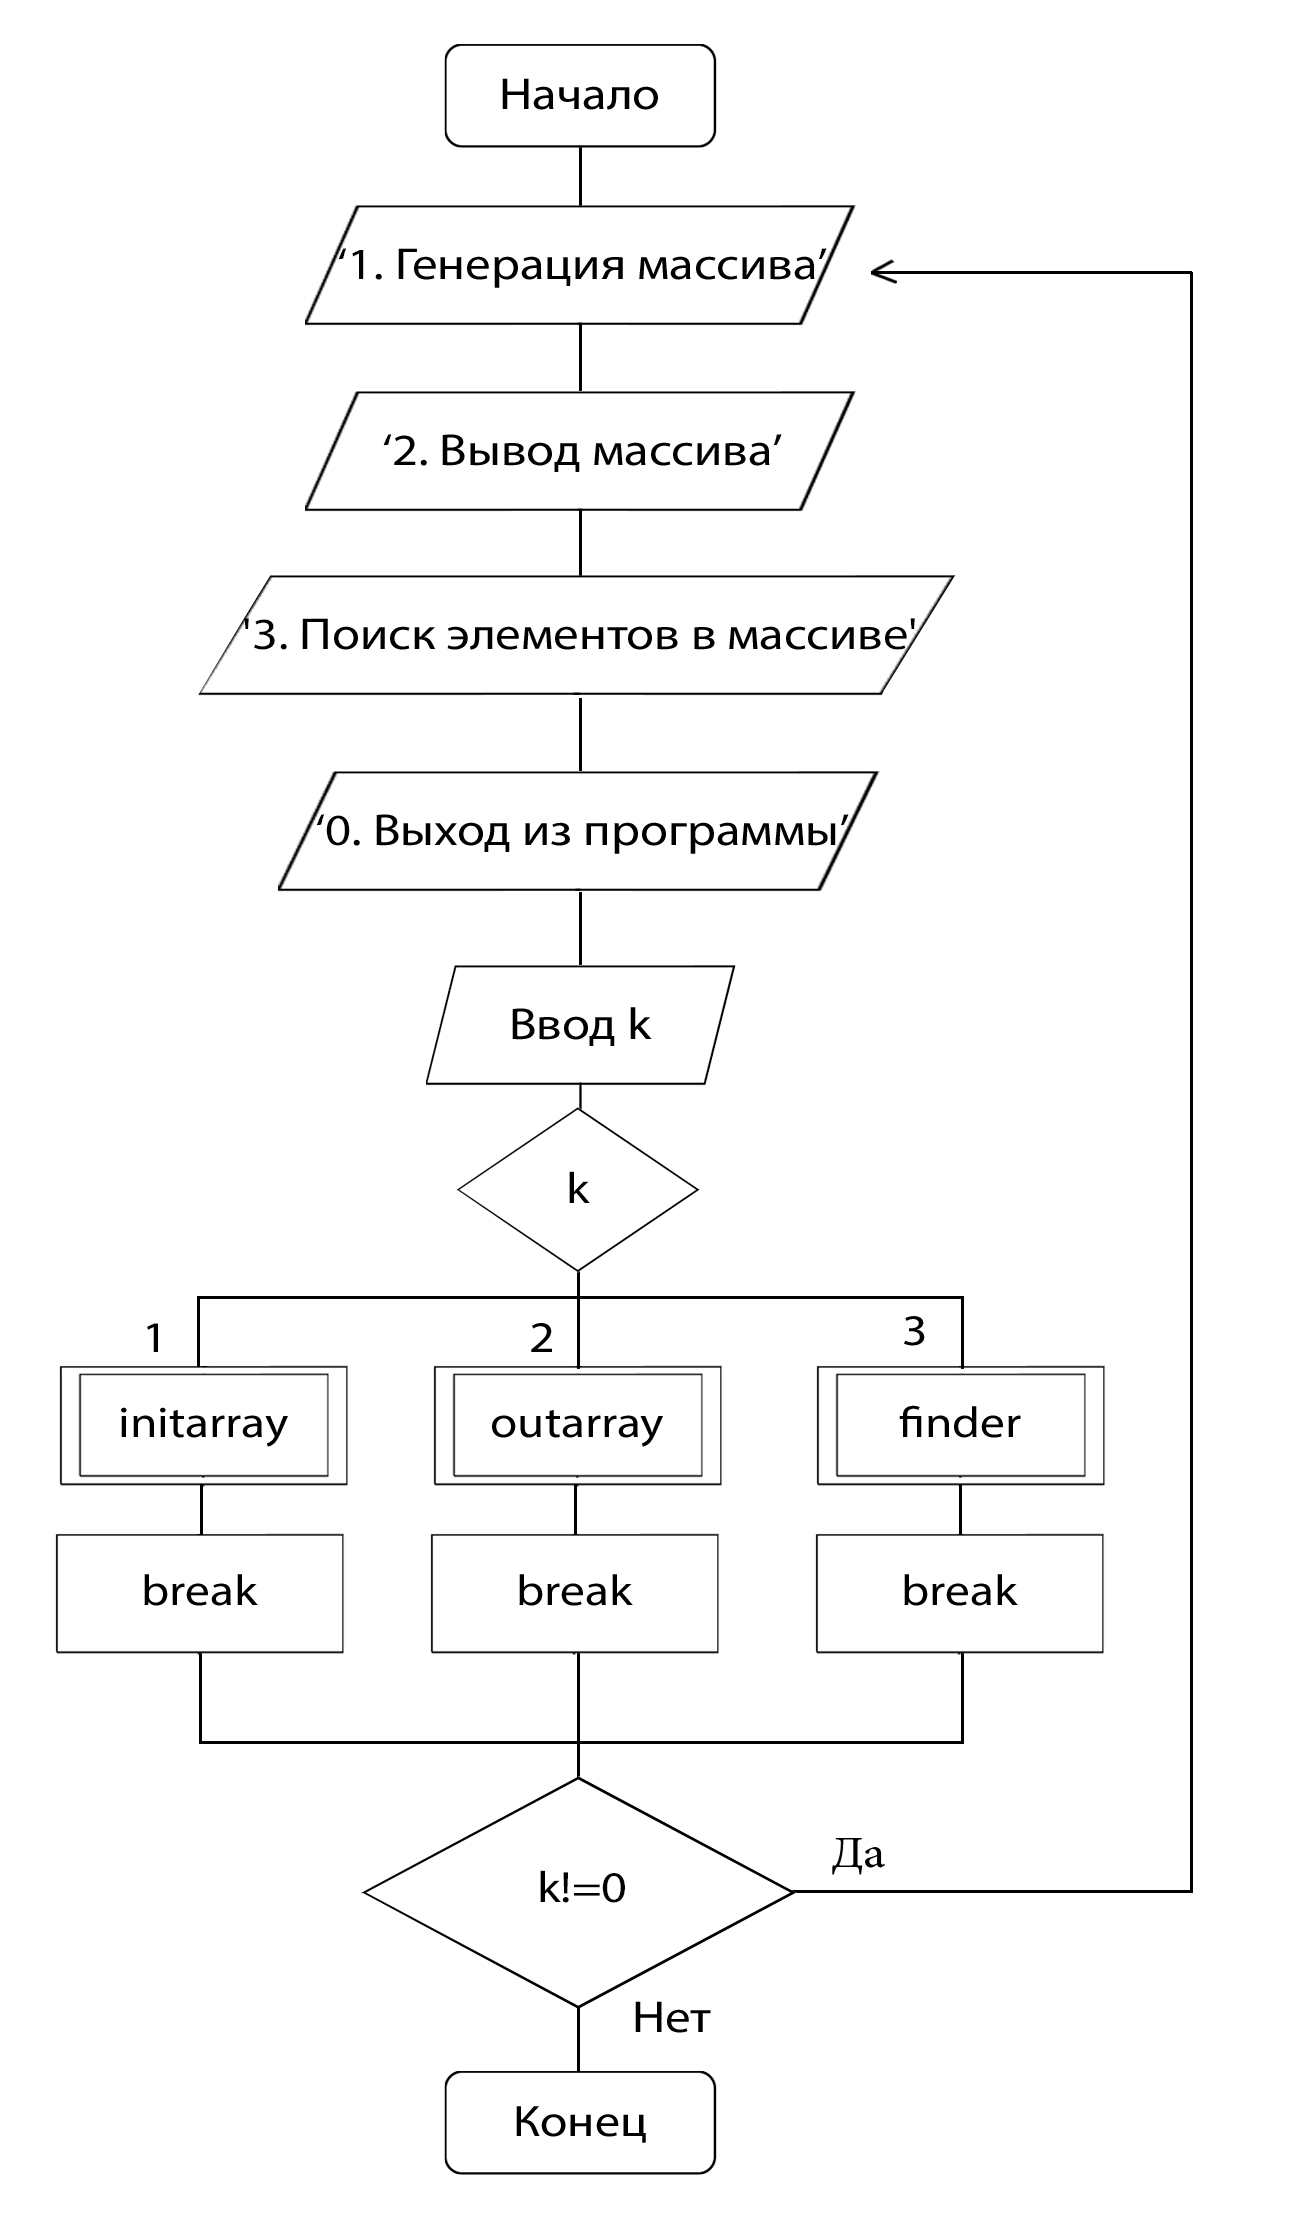 Начало
‘1. Генерация массива’
‘2. Вывод массива’
'3. Поиск элементов в массиве'
‘0. Выход из программы’
Ввод k
k
1
2
3
initarray
outarray
finder
break
break
break
k!=0
Да
Нет
Конец